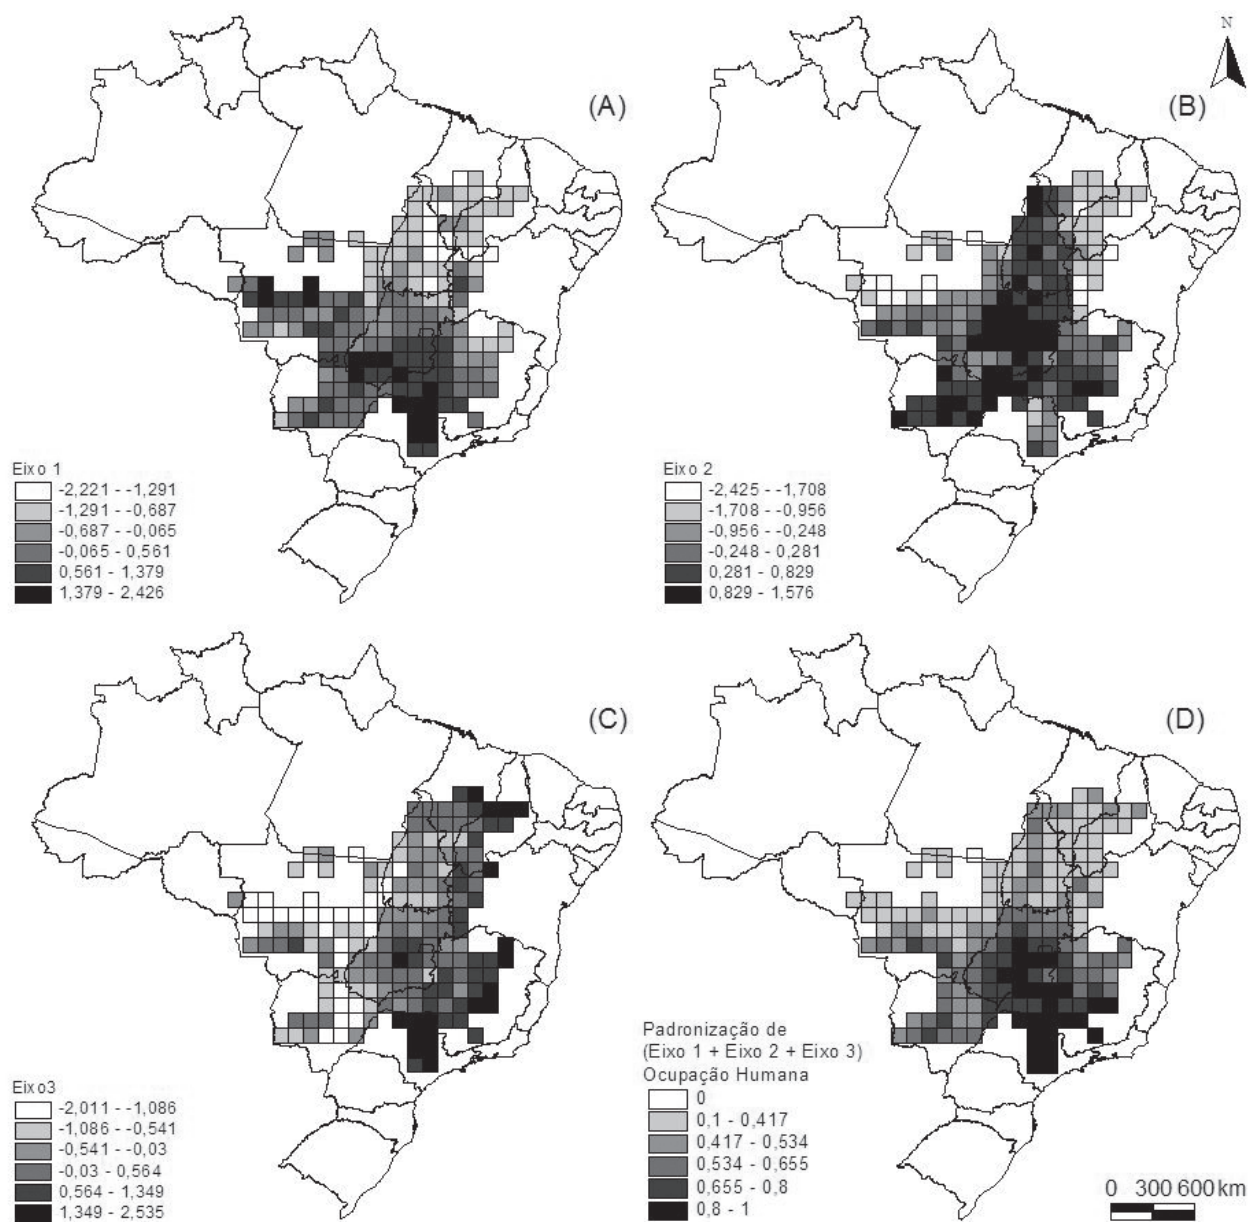 N
(A)
(B)
Eixo 1
-2,221 - -1,291
-1,291 - -0,687
-0,687 - -0,065
-0,065 - 0,561
0,561 - 1,379
1,379 - 2,426
Eixo 2
-2,425 - -1,708
-1,708 - -0,956
-0,956 - -0,248
-0,248 - 0,281
0,281 - 0,829
0,829 - 1,576
(C)
(D)
Eixo3
-2,011 - -1,086
-1,086 - -0,541
-0,541 - -0,03
-0,03 - 0,564
0,564 - 1,349
1,349 - 2,535
Padronização de
(Eixo 1 + Eixo 2 + Eixo 3)
Ocupação Humana
0
0,1 - 0,417
0,417 - 0,534
0,534 - 0,655
0,655 - 0,8
0,8 - 1
0 300 600 km